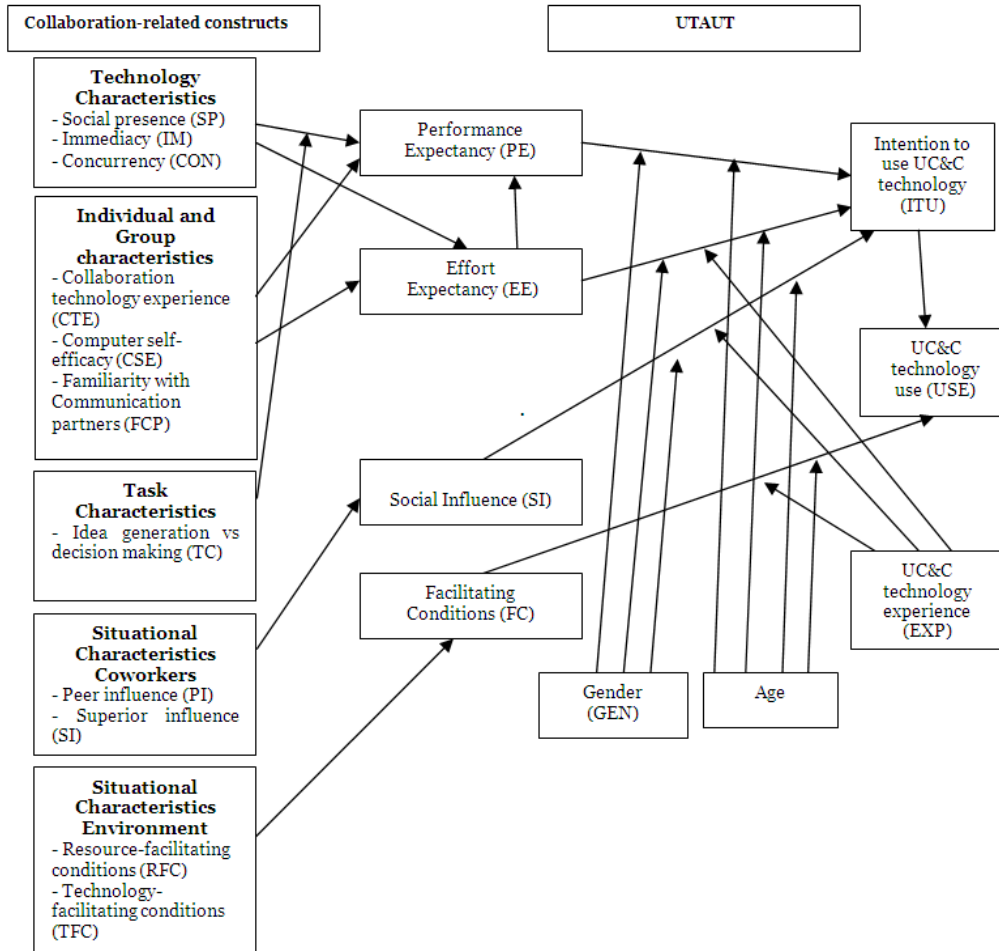 Collaboration-related constructs
UTAUT
Technology
Characteristics
- Social presence (SP)
- Immediacy (IM)
- Concurrency (CON)
Individual and
Group
characteristics
- Collaboration
technology experience
(CTE)
- Computer self-
efficacy (CSE)
- Familiarity with
Communication
partners (FCP)
Task
Characteristics
- Idea generation vs
decision making (TC)
Situational
Characteristics
Coworkers
- Peer influence (PI)
- Superior influence
(SI)
Situational
Characteristics
Environment
- Resource-facilitating
conditions (RFC)
- Technology-
facilitating conditions
(TFC)
Performance
Expectancy (PE)
Effort
Expectancy (EE)
Social Influence (SI)
Facilitating
Conditions (FC)
Gender
(GEN)
Age
Intention to
use UC&C
technology
(ITU)
UC&C
technology
use (USE)
UC&C
technology
experience
(EXP)